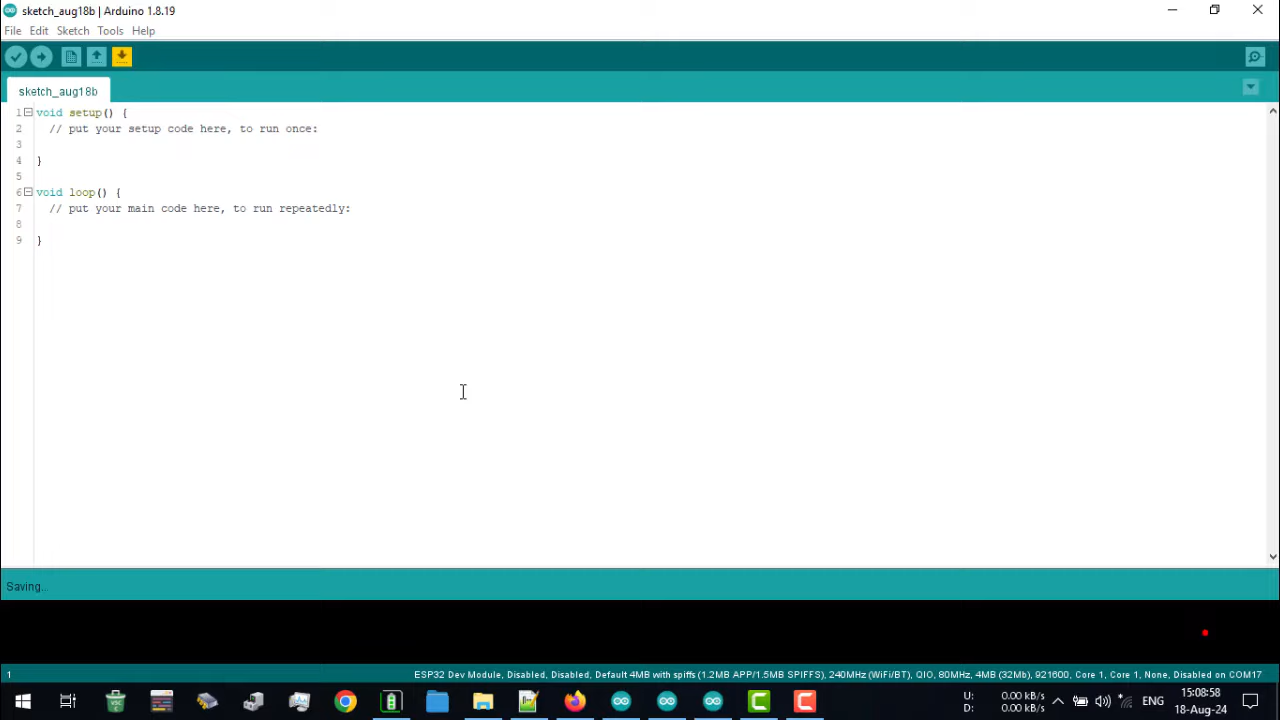 sketch_aug18b | Arduino 1.8.19
File Edit Sketch Tools Help
sketch_aug18b
1 void setup() {
2 // put your setup code here, to run once:
3
4 }
5
6 void loop() {
7 // put your main code here, to run repeatedly:
8
9 }
Saving...
1 ESP32 Dev Module, Disabled, Disabled, Default 4MB with spiffs (1.2MB APP/1.5MB SPIFFS), 240MHz (WiFi/BT), QIO, 80MHz, 4MB (32Mb), 921600, Core 1, Core 1, None, Disabled on COM17
U: 0.00 kB/s
D: 0.00 kB/s
ENG
15:08:58
18-Aug-24